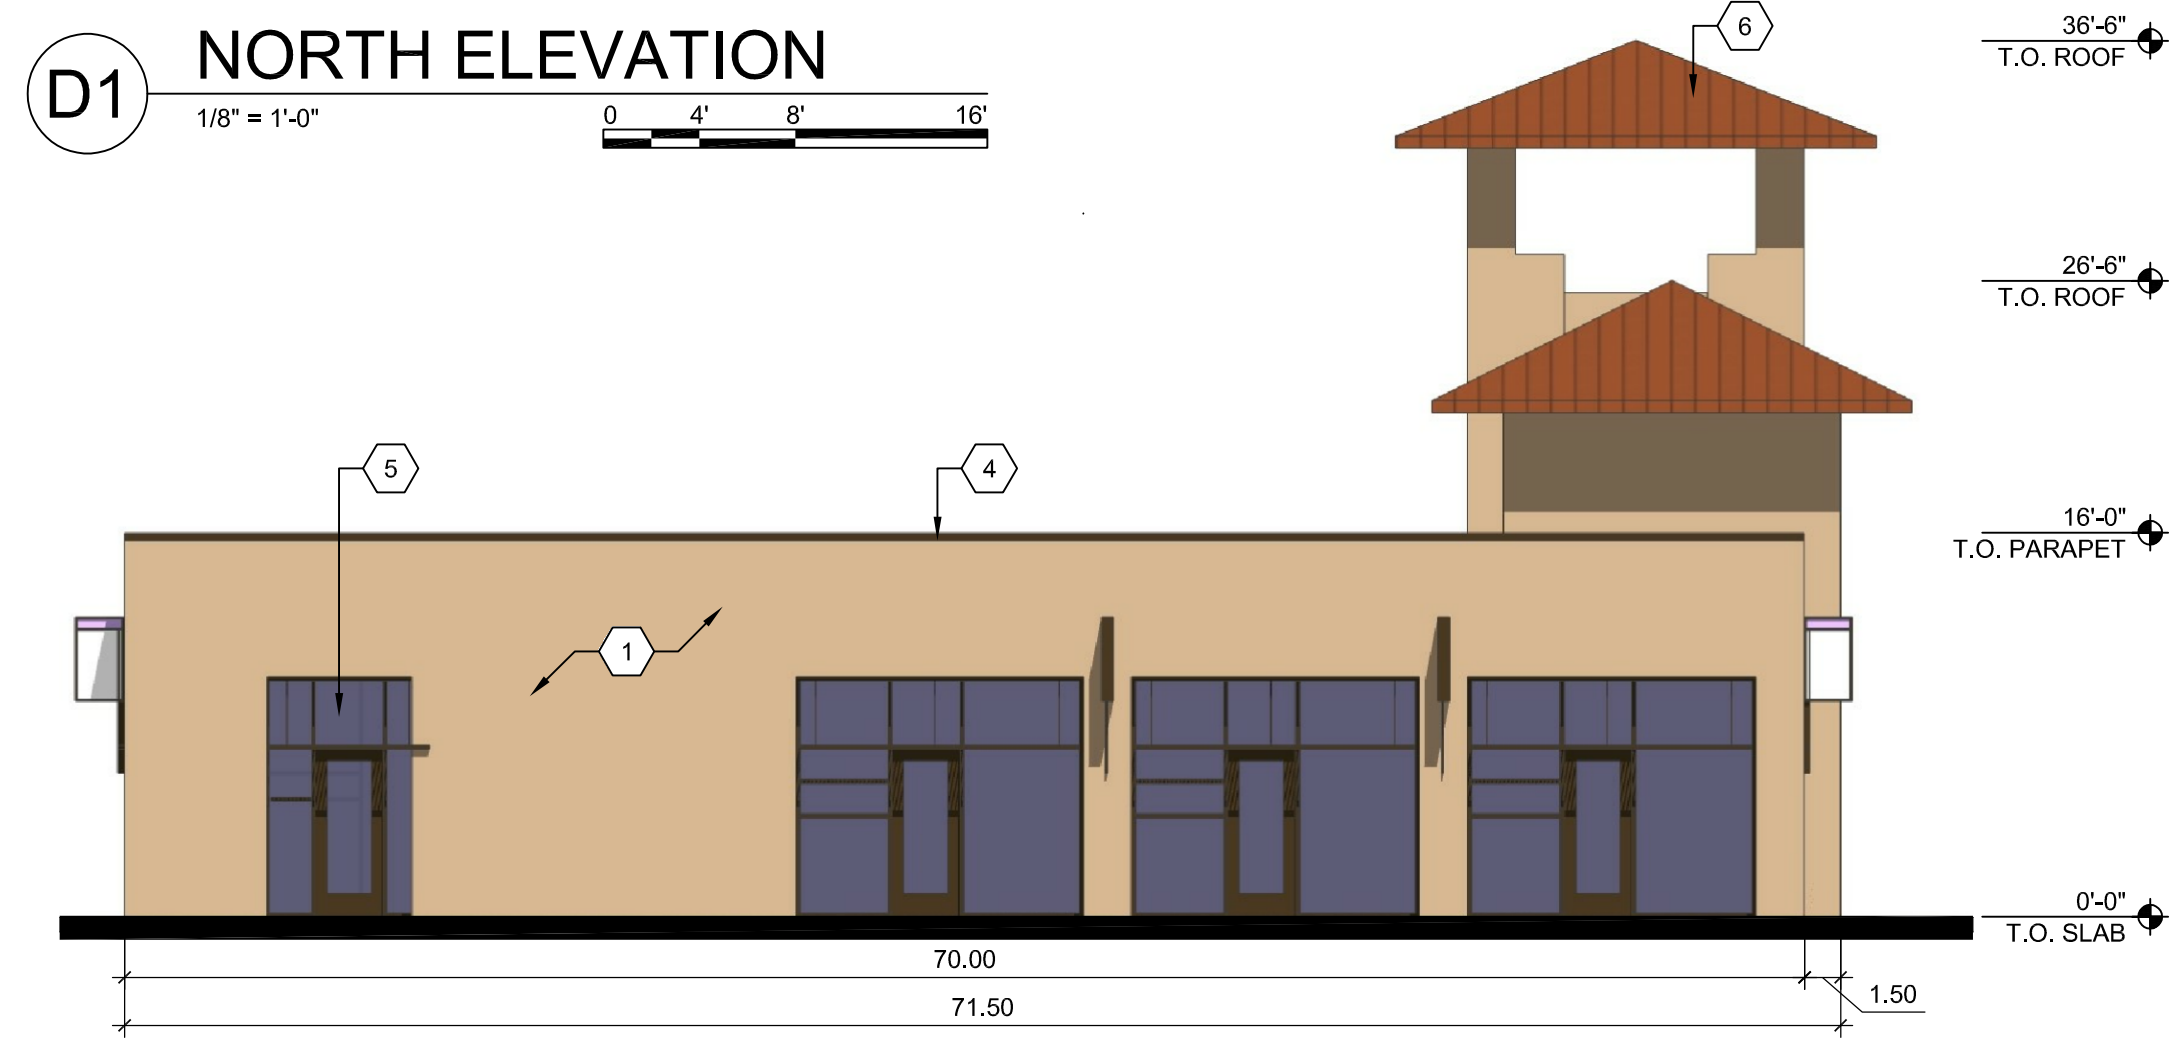 D1
NORTH ELEVATION
1/8" = 1'-0"
0 4' 8' 16'
6
36'-6"
T.O. ROOF
26'-6"
T.O. ROOF
5
4
16'-0"
T.O. PARAPET
1
0'-0"
T.O. SLAB
70.00
1.50
71.50